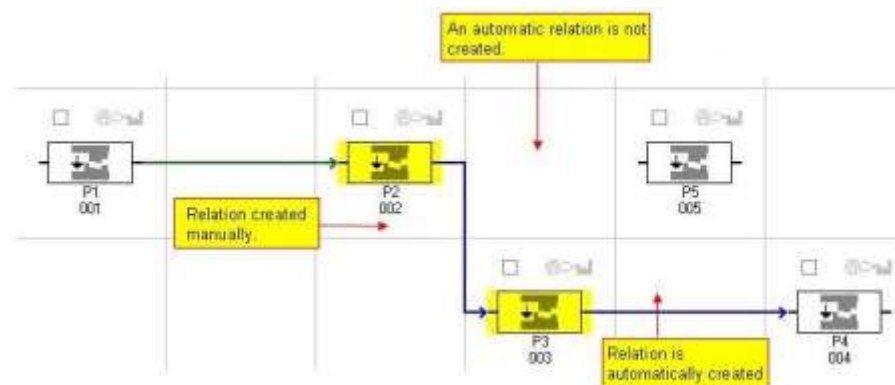 An automatic relation is not
created.
P1
001
P2
002
P5
005
Relation created
manually.
P3
003
P4
004
Relation is
automatically created